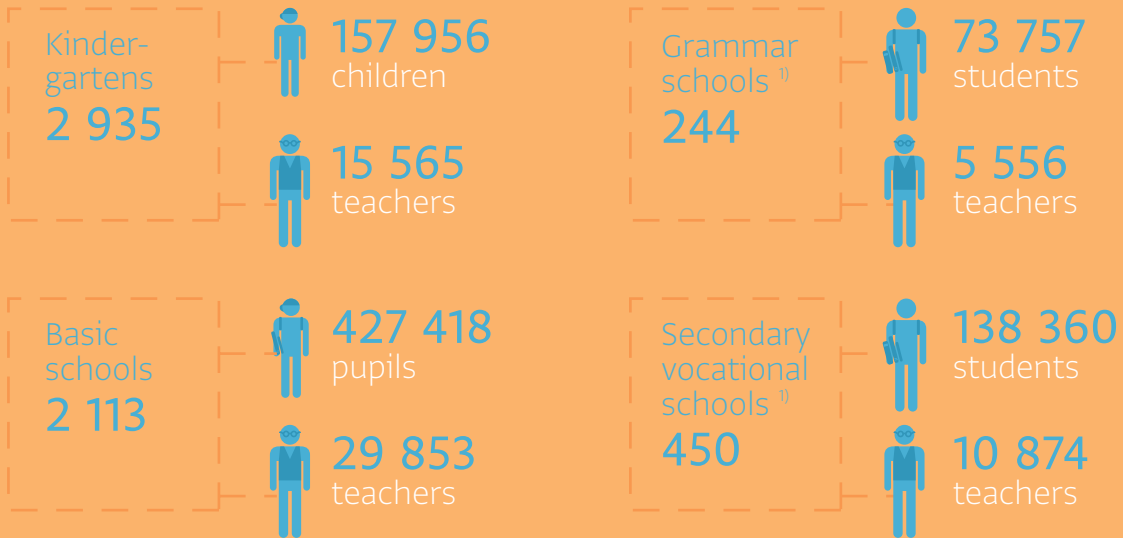 Kinder-
gartens
2 935
157 956
children
15 565
teachers
Grammar
schools 1)
244
73 757
students
5 556
teachers
Basic
schools
2 113
427 418
pupils
29 853
teachers
Secondary
vocational
schools 1)
450
138 360
students
10 874
teachers